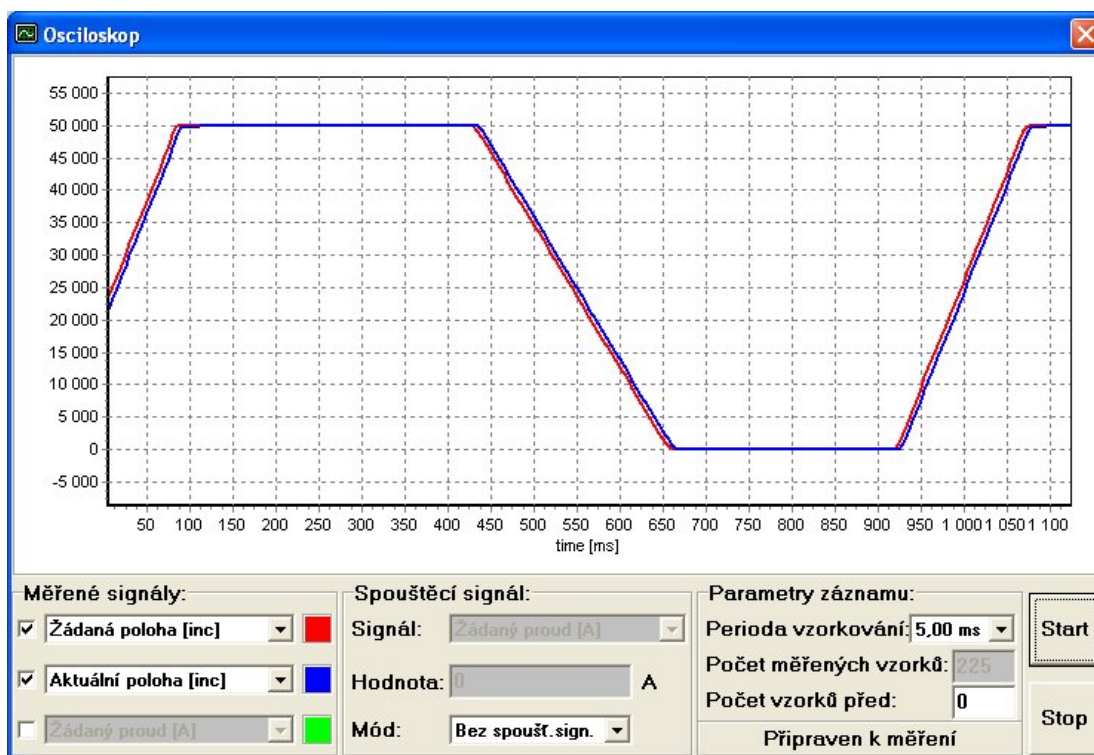 Osciloskop
55 000
50 000
45 000
40 000
35 000
30 000
25 000
20 000
15 000
10 000
5 000
0
-5 000
50 100 150 200 250 300 350 400 450 500 550 600 650 700 750 800 850 900 950 1 000 1 050 1 100
time [ms]
Měřené signály:
Žádaná poloha [inc]
Aktuální poloha [inc]
Žádaný proud [A]
Spouštěcí signál:
Signál: Žádaný proud [A]
Hodnota: 0 A
Mód: Bez spoušť.sign.
Parametry záznamu:
Perioda vzorkování: 5,00 ms
Počet měřených vzorků: 225
Počet vzorků před: 0
Připraven k měření
Start
Stop